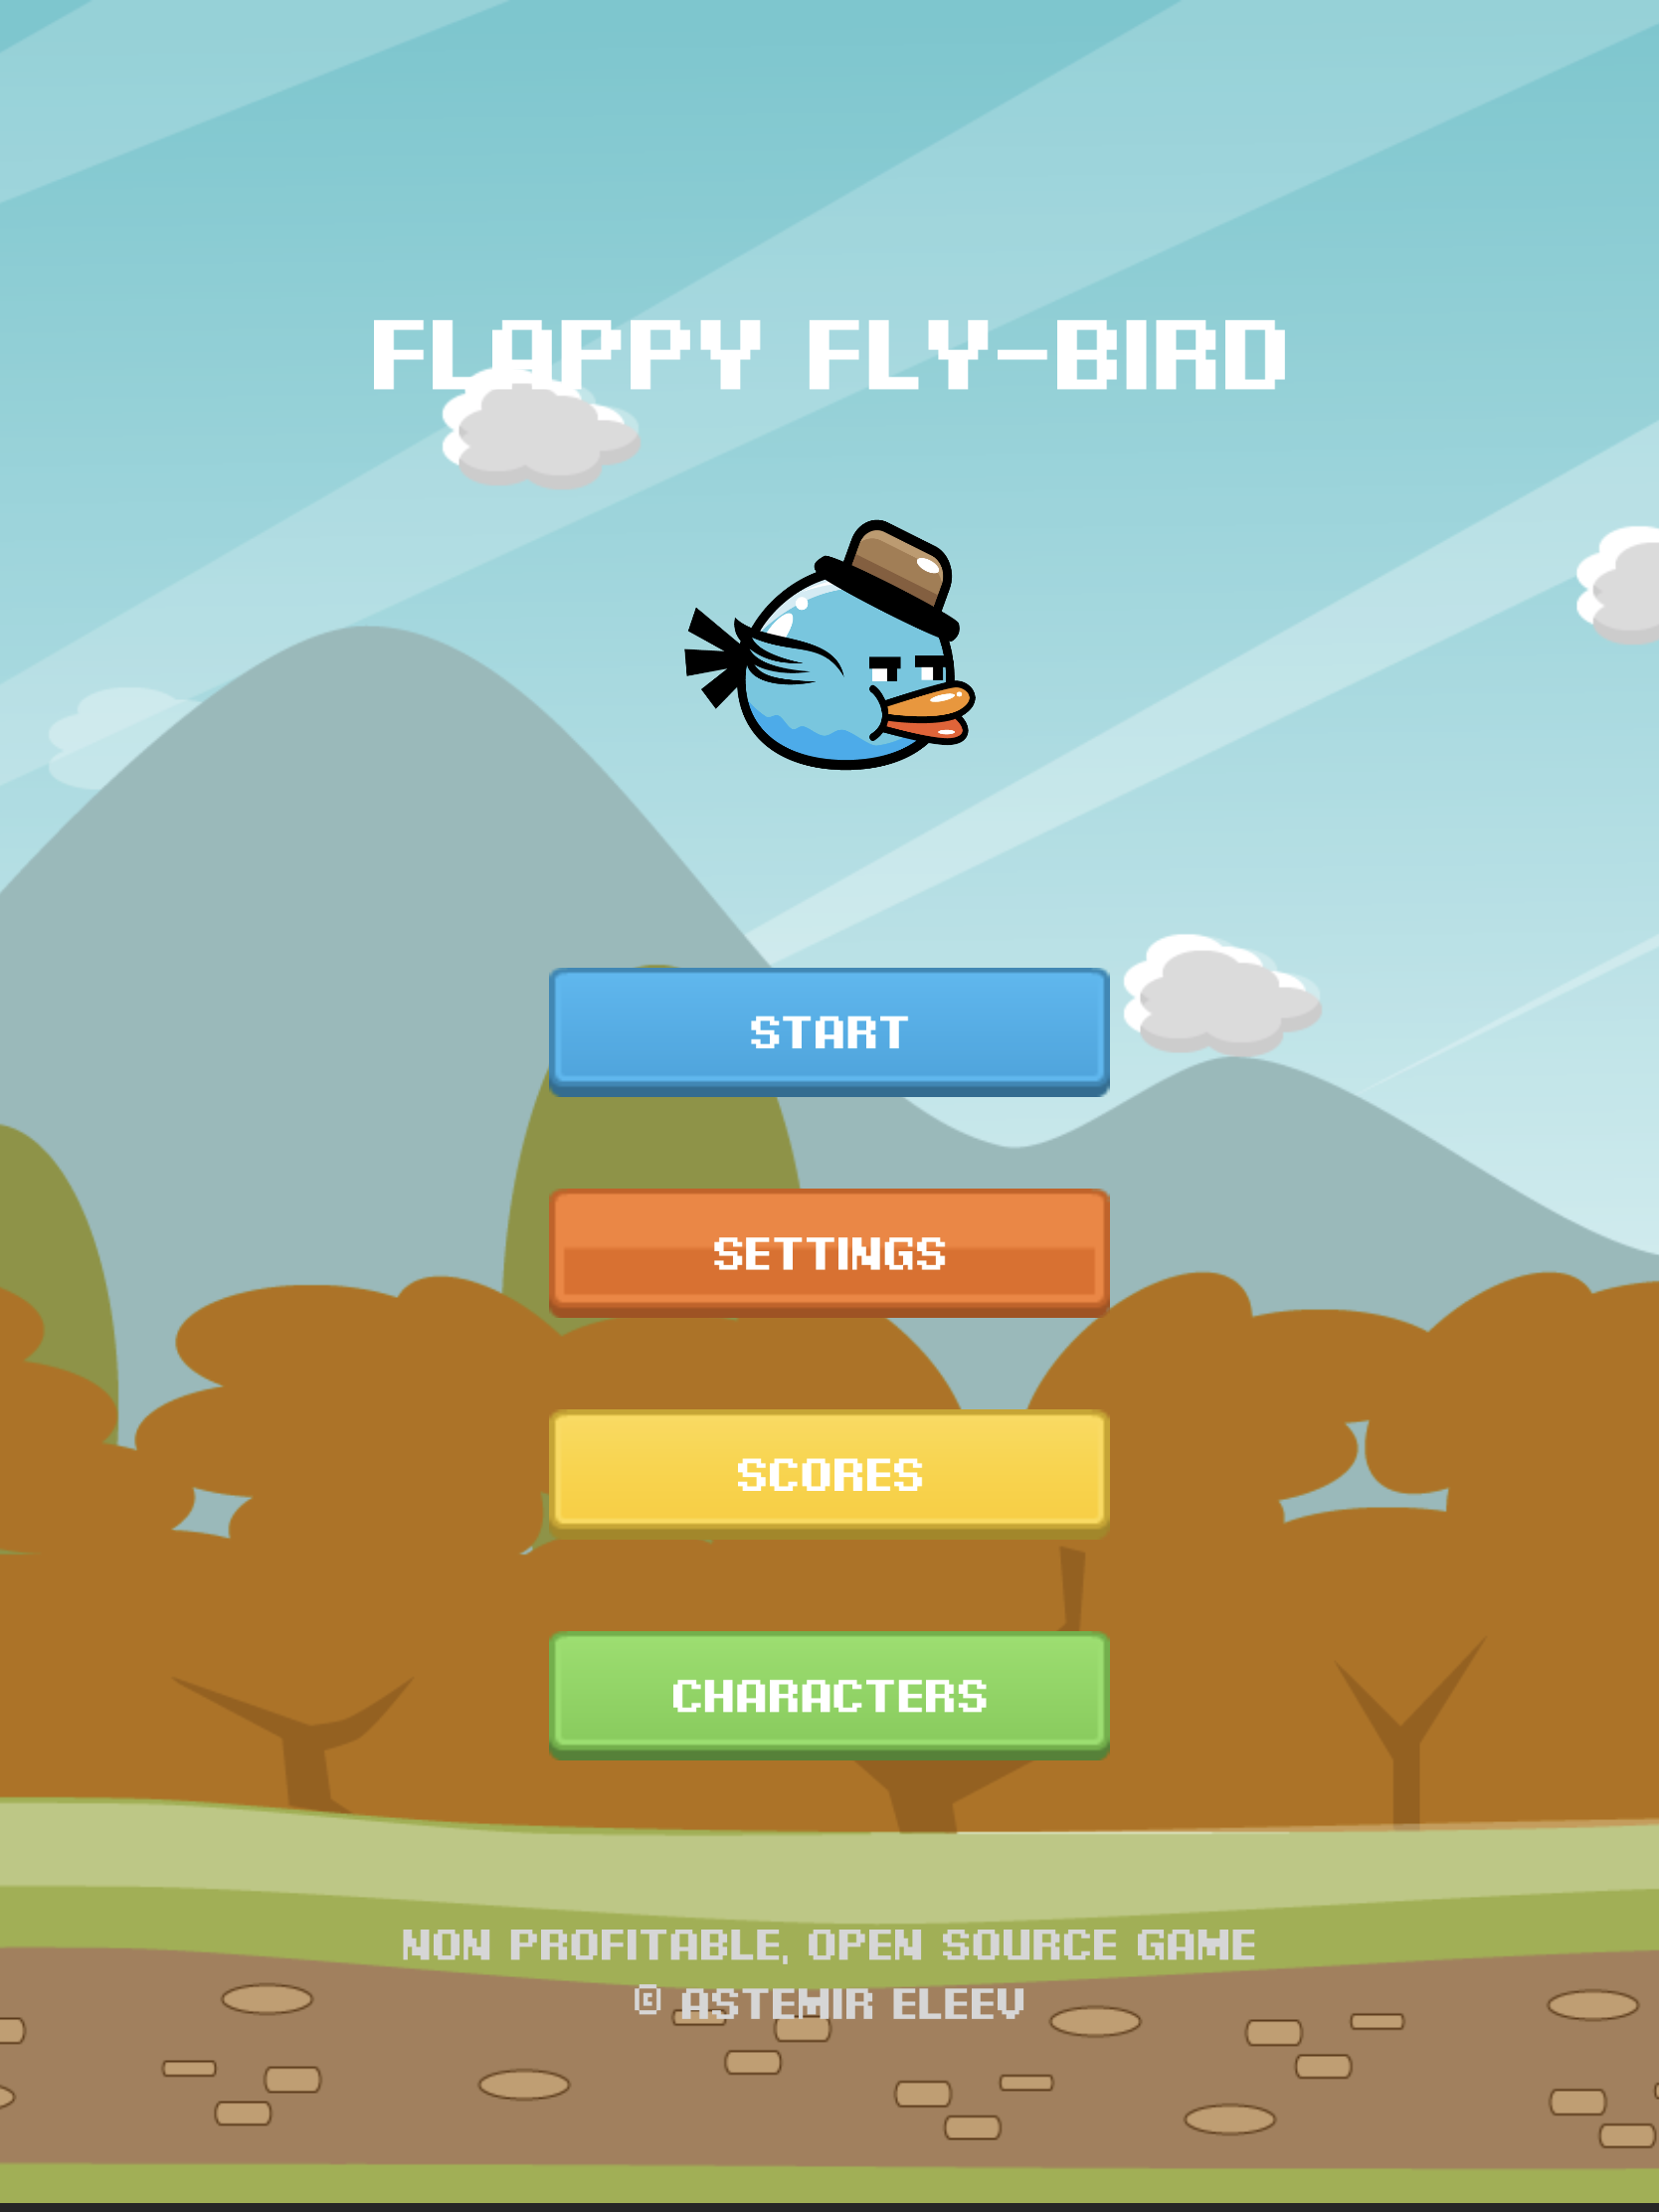 FLAPPY FLY-BIRD
START
SETTINGS
SCORES
CHARACTERS
NON PROFITABLE, OPEN SOURCE GAME
© ASTEMIR ELEEV